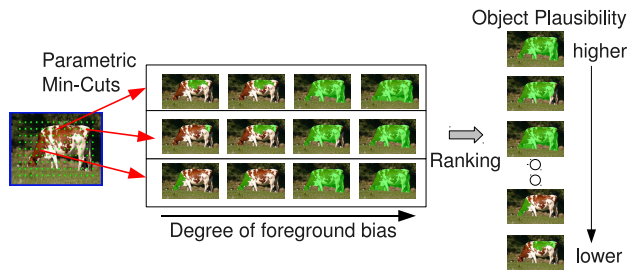 Parametric
Min-Cuts
Degree of foreground bias
Ranking
Object Plausibility
higher
lower